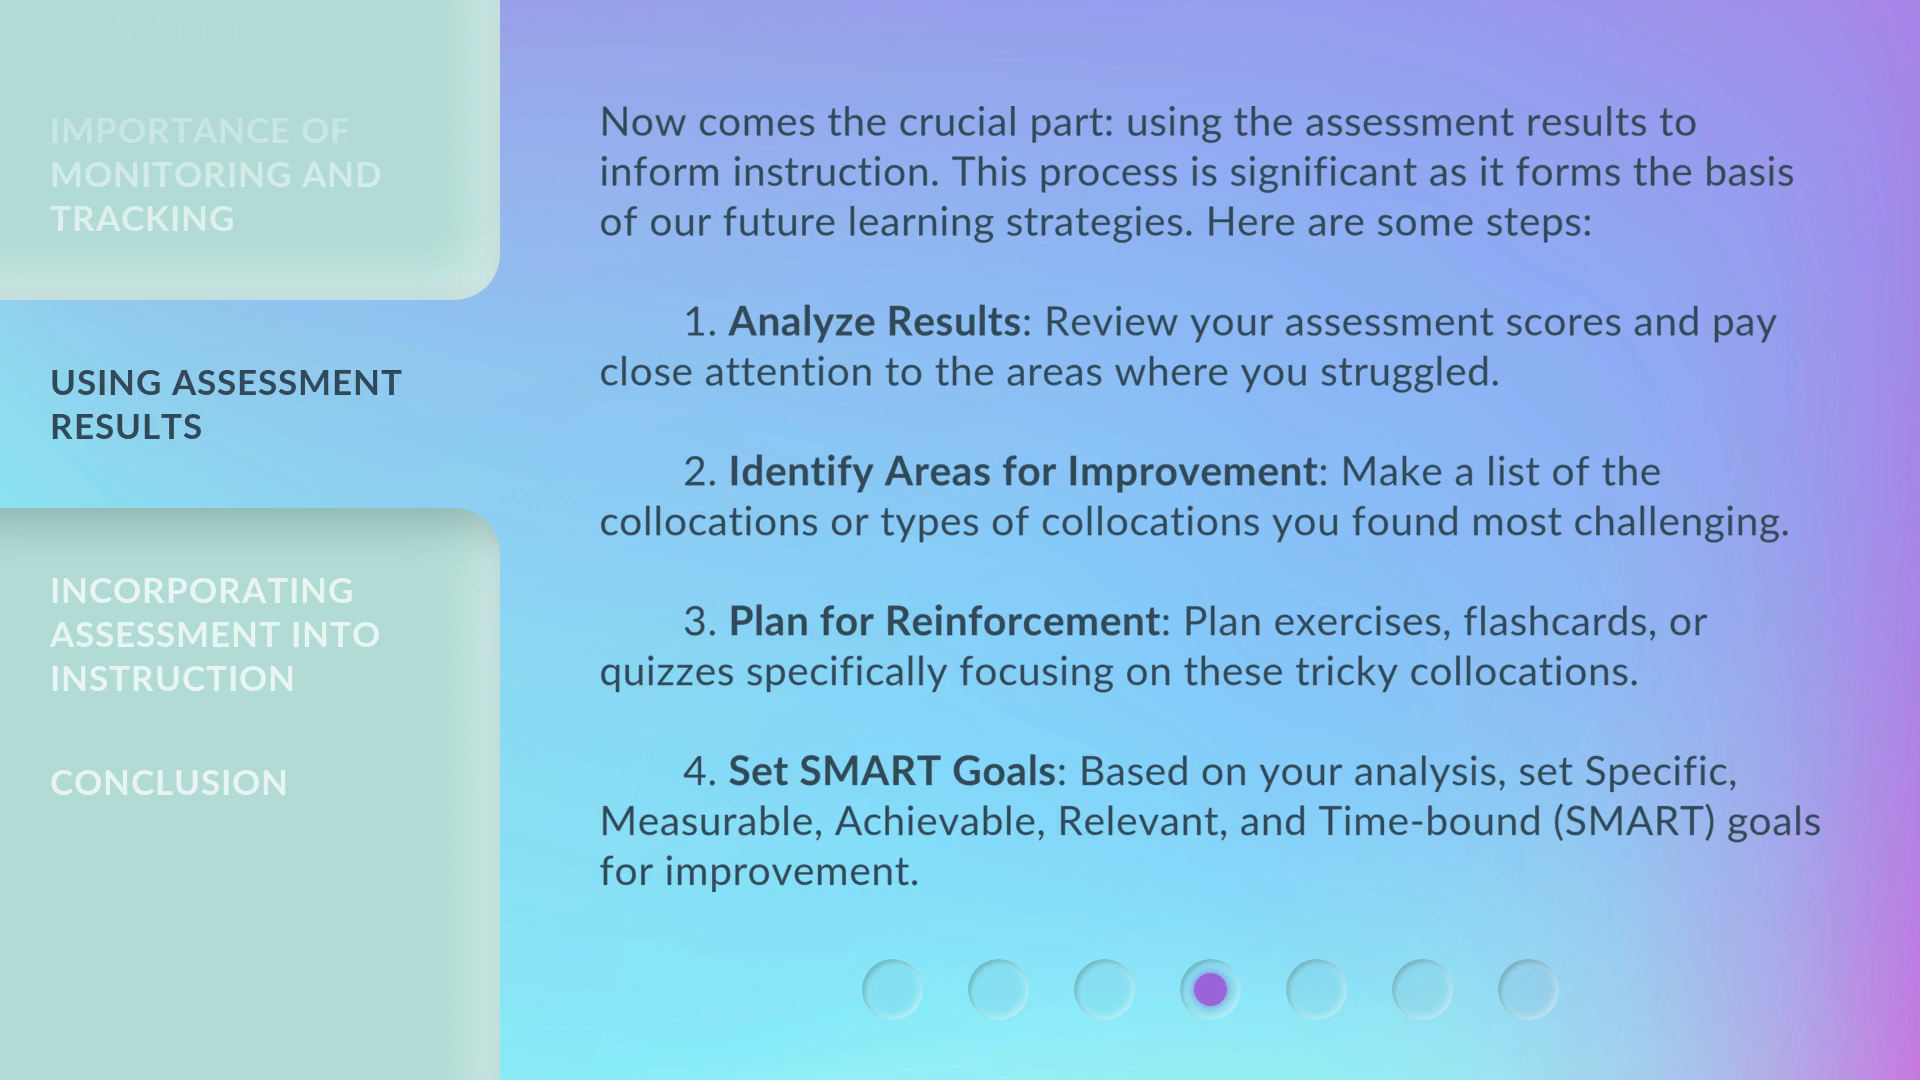 ASSESSMENT
IMPORTANCE OF
MONITORING AND
TRACKING
USING ASSESSMENT
RESULTS
INCORPORATING
ASSESSMENT INTO
INSTRUCTION
CONCLUSION
Now comes the crucial part: using the assessment results to
inform instruction. This process is significant as it forms the basis
of our future learning strategies. Here are some steps:
1. Analyze Results: Review your assessment scores and pay
close attention to the areas where you struggled.
2. Identify Areas for Improvement: Make a list of the
collocations or types of collocations you found most challenging.
3. Plan for Reinforcement: Plan exercises, flashcards, or
quizzes specifically focusing on these tricky collocations.
4. Set SMART Goals: Based on your analysis, set Specific,
Measurable, Achievable, Relevant, and Time-bound (SMART) goals
for improvement.